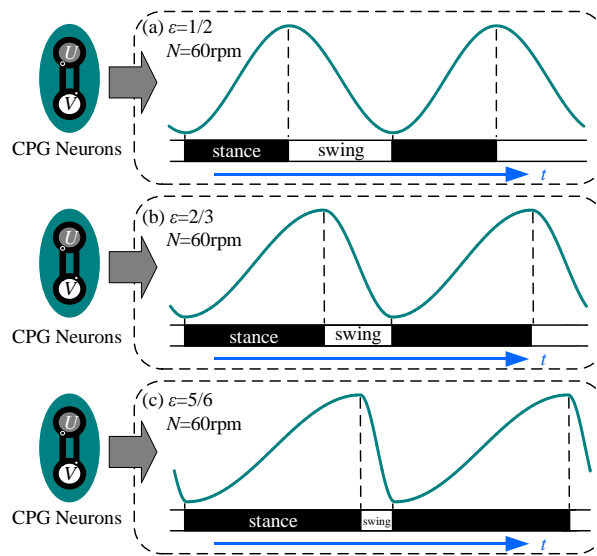 U
V
CPG Neurons
(a) ε=1/2
N=60rpm
stance
swing
t
U
V
CPG Neurons
(b) ε=2/3
N=60rpm
stance
swing
t
U
V
CPG Neurons
(c) ε=5/6
N=60rpm
stance
swing
t